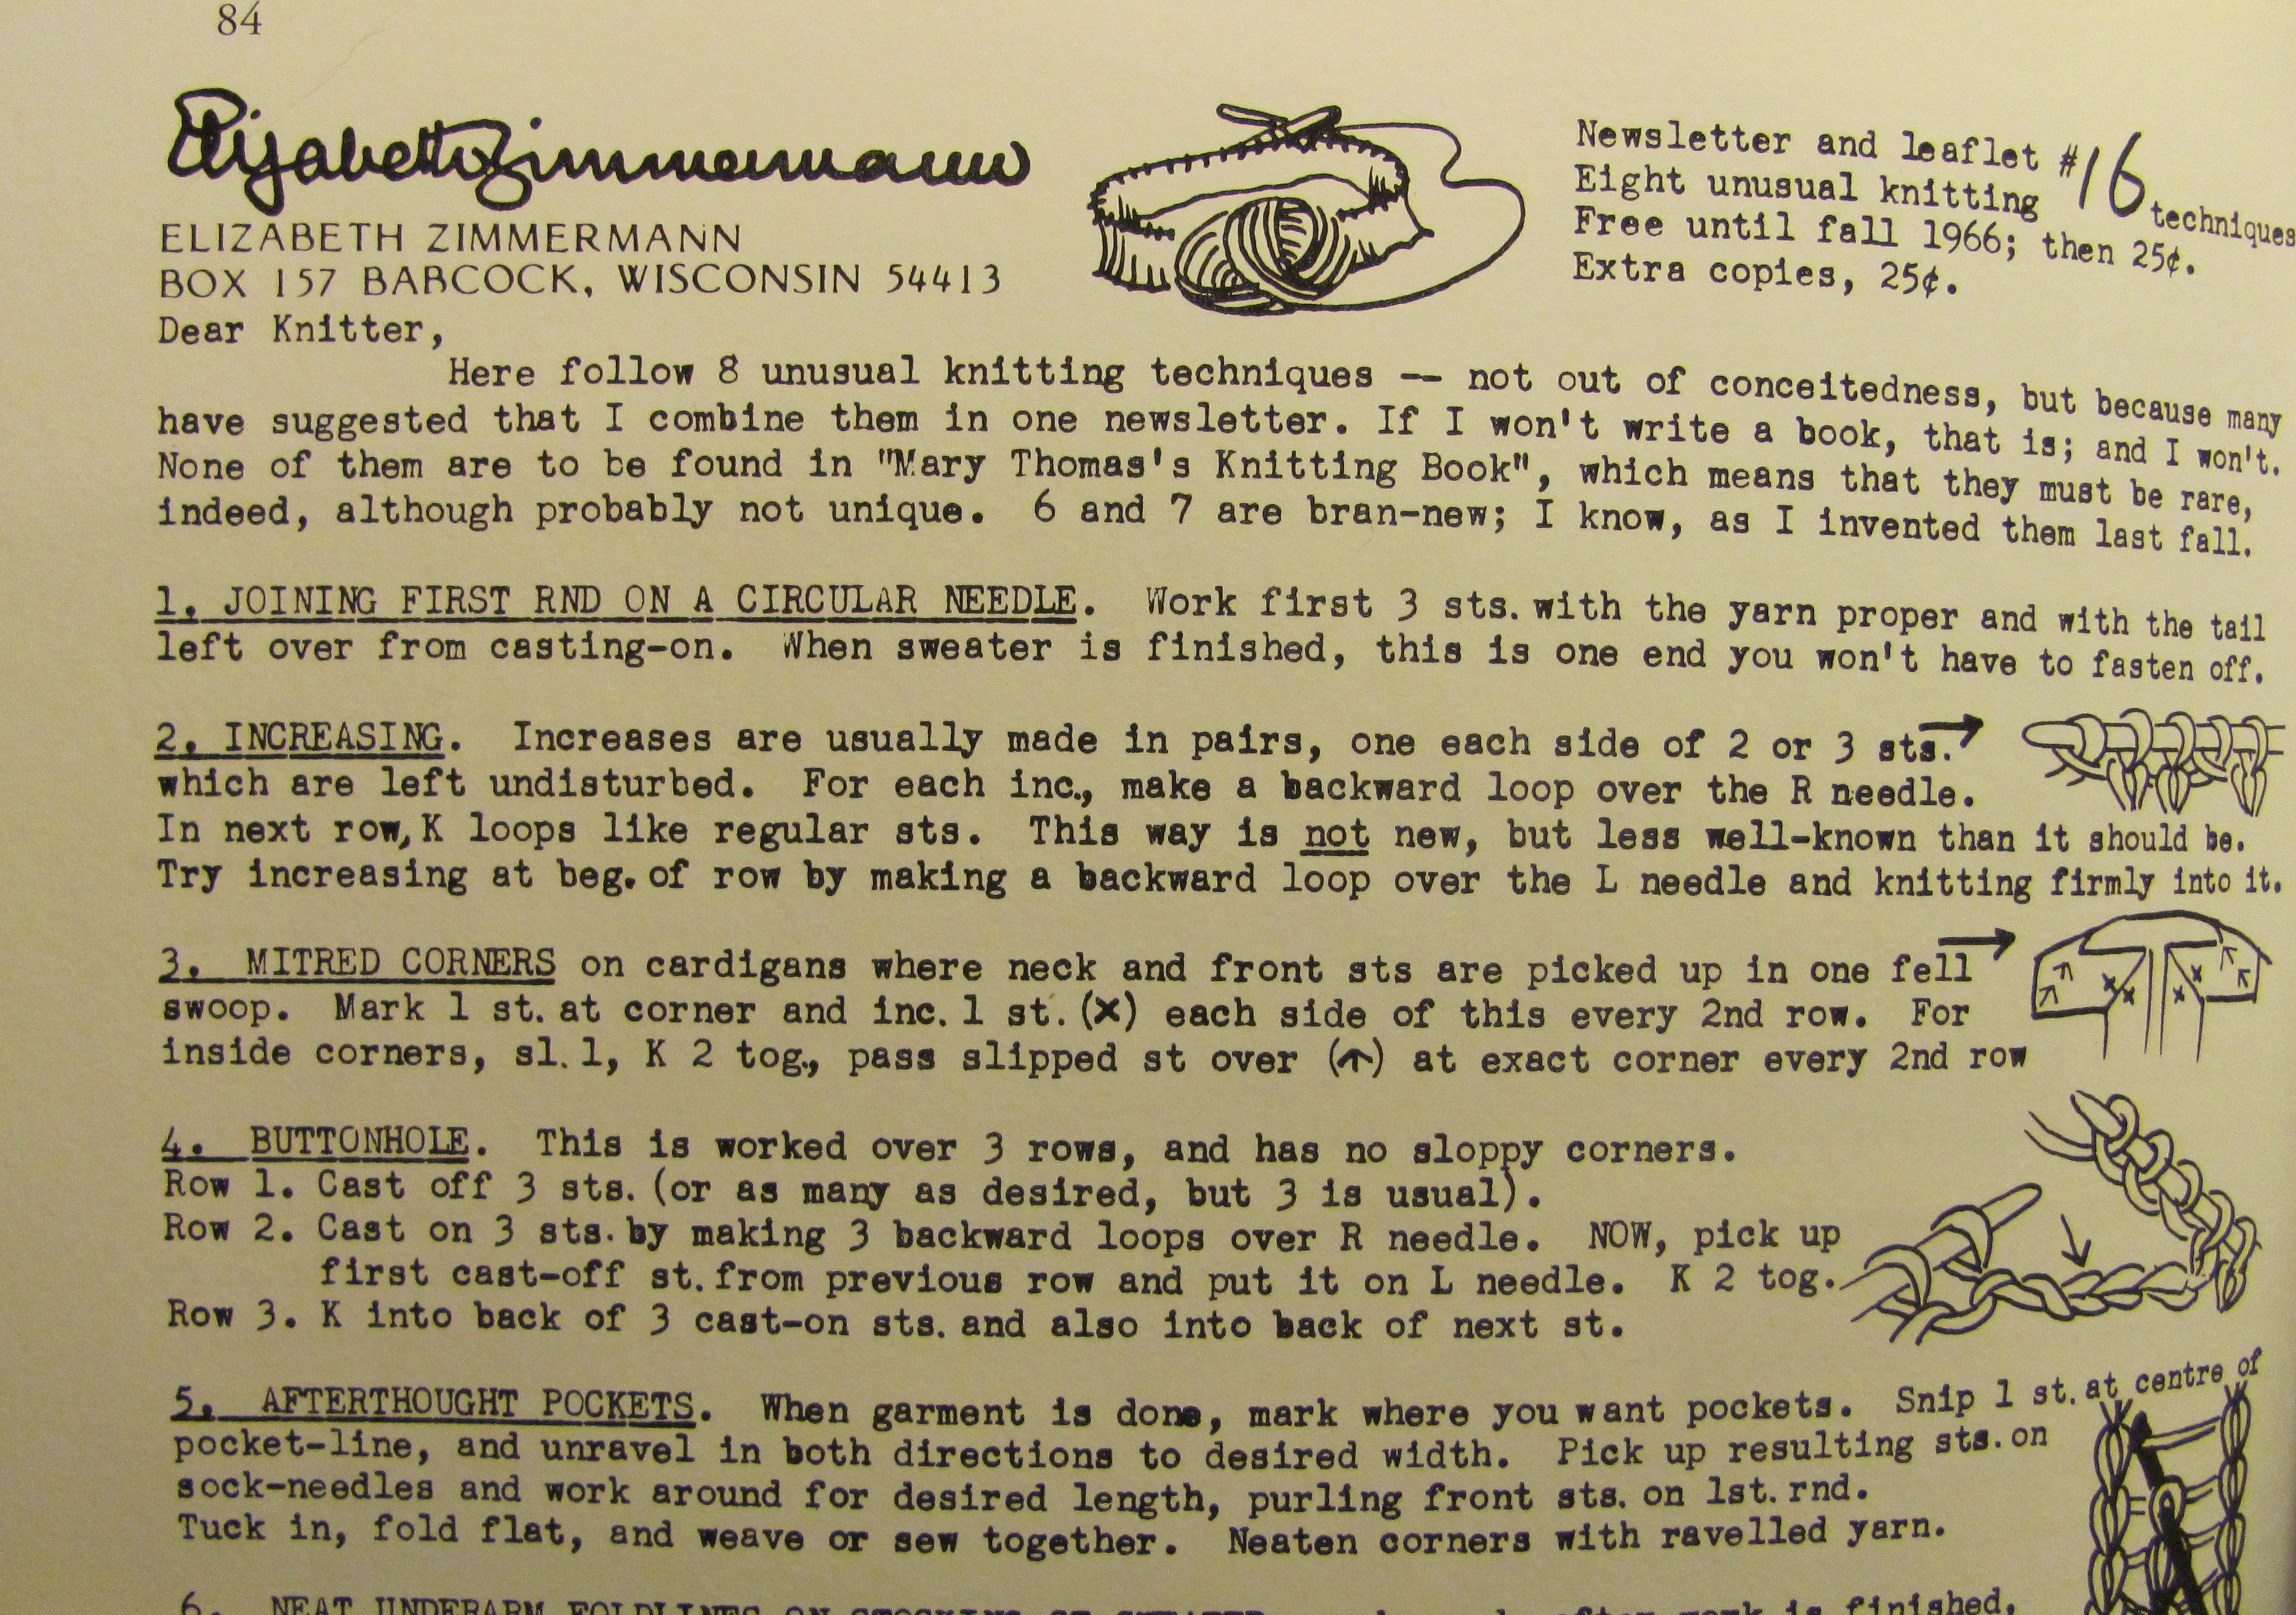 84
Elizabeth Zimmermann
ELIZABETH ZIMMERMANN
BOX 157 BABCOCK, WISCONSIN 54413
Newsletter and leaflet #16
Eight unusual knitting techniques
Free until fall 1966; then 25¢.
Extra copies, 25¢.
Dear Knitter,
Here follow 8 unusual knitting techniques -- not out of conceitedness, but because many
have suggested that I combine them in one newsletter. If I won't write a book, that is; and I won't.
None of them are to be found in "Mary Thomas's Knitting Book", which means that they must be rare,
indeed, although probably not unique. 6 and 7 are bran-new; I know, as I invented them last fall.
1. JOINING FIRST RND ON A CIRCULAR NEEDLE. Work first 3 sts. with the yarn proper and with the tail
left over from casting-on. When sweater is finished, this is one end you won't have to fasten off.
2. INCREASING. Increases are usually made in pairs, one each side of 2 or 3 sts.
which are left undisturbed. For each inc., make a backward loop over the R needle.
In next row, K loops like regular sts. This way is not new, but less well-known than it should be.
Try increasing at beg. of row by making a backward loop over the L needle and knitting firmly into it.
3. MITRED CORNERS on cardigans where neck and front sts are picked up in one fell
swoop. Mark 1 st. at corner and inc. 1 st. (x) each side of this every 2nd row. For
inside corners, sl. 1, K 2 tog., pass slipped st over (↑) at exact corner every 2nd row
4. BUTTONHOLE. This is worked over 3 rows, and has no sloppy corners.
Row 1. Cast off 3 sts. (or as many as desired, but 3 is usual).
Row 2. Cast on 3 sts. by making 3 backward loops over R needle. NOW, pick up
first cast-off st. from previous row and put it on L needle. K 2 tog.
Row 3. K into back of 3 cast-on sts. and also into back of next st.
5. AFTERTHOUGHT POCKETS. When garment is done, mark where you want pockets. Snip 1 st. at centre of
pocket-line, and unravel in both directions to desired width. Pick up resulting sts. on
sock-needles and work around for desired length, purling front sts. on 1st. rnd.
Tuck in, fold flat, and weave or sew together. Neaten corners with ravelled yarn.
6. NEAT UNDERARM FOLDLINES ON after work is finished,